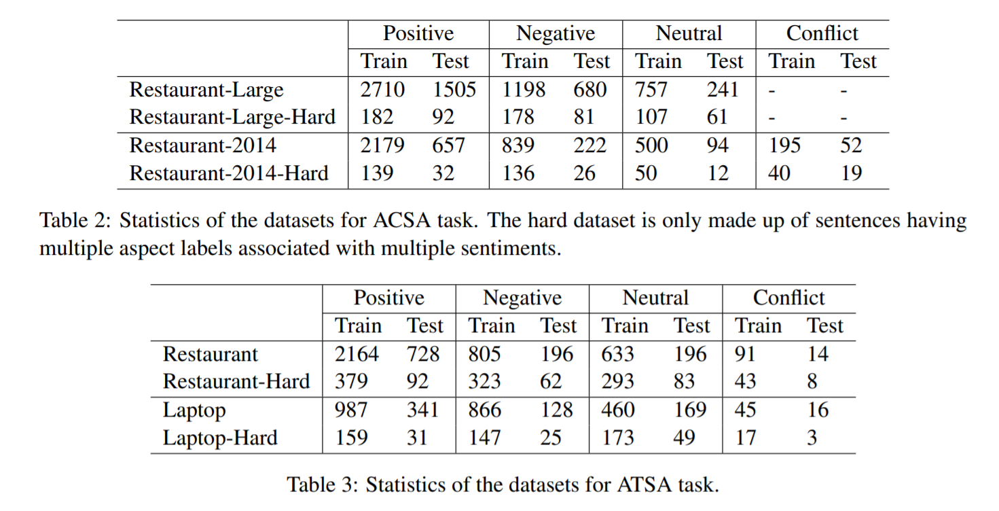 Positive Negative Neutral Conflict
Train Test Train Test Train Test Train Test
Restaurant-Large 2710 1505 1198 680 757 241 - -
Restaurant-Large-Hard 182 92 178 81 107 61 - -
Restaurant-2014 2179 657 839 222 500 94 195 52
Restaurant-2014-Hard 139 32 136 26 50 12 40 19
Table 2: Statistics of the datasets for ACSA task. The hard dataset is only made up of sentences having
multiple aspect labels associated with multiple sentiments.
Positive Negative Neutral Conflict
Train Test Train Test Train Test Train Test
Restaurant 2164 728 805 196 633 196 91 14
Restaurant-Hard 379 92 323 62 293 83 43 8
Laptop 987 341 866 128 460 169 45 16
Laptop-Hard 159 31 147 25 173 49 17 3
Table 3: Statistics of the datasets for ATSA task.